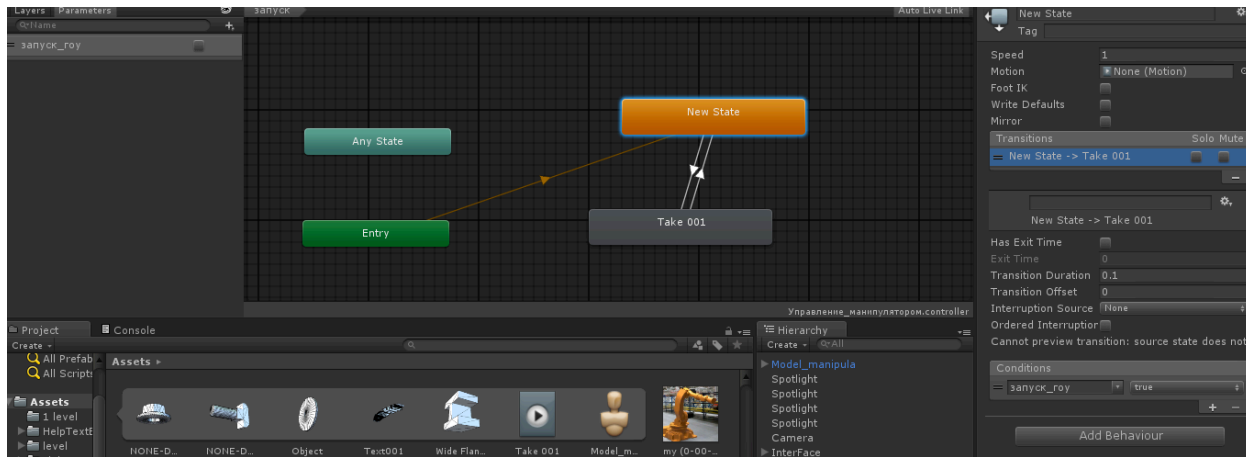 Layers Parameters
Name
запуск_roy
запуск
Auto Live Link
New State
Any State
Take 001
Entry
Управление_манипулятором.controller
New State
Tag
Speed 1
Motion None (Motion)
Foot IK
Write Defaults
Mirror
Transitions Solo Mute
New State -> Take 001
New State -> Take 001
Has Exit Time
Exit Time 0
Transition Duration 0.1
Transition Offset 0
Interruption Source None
Ordered Interruption
Cannot preview transition: source state does not
Conditions
запуск_roy true
Add Behaviour
Project Console
Create
All Prefab
All Scripts
Assets
1 level
HelpTextE
level
Assets
All
NONE-D... NONE-D... Object Text001 Wide Flan... Take 001 Model_m... my (0-00-...
Hierarchy
Create All
Model_manipula
Spotlight
Spotlight
Spotlight
Spotlight
Camera
InterFace